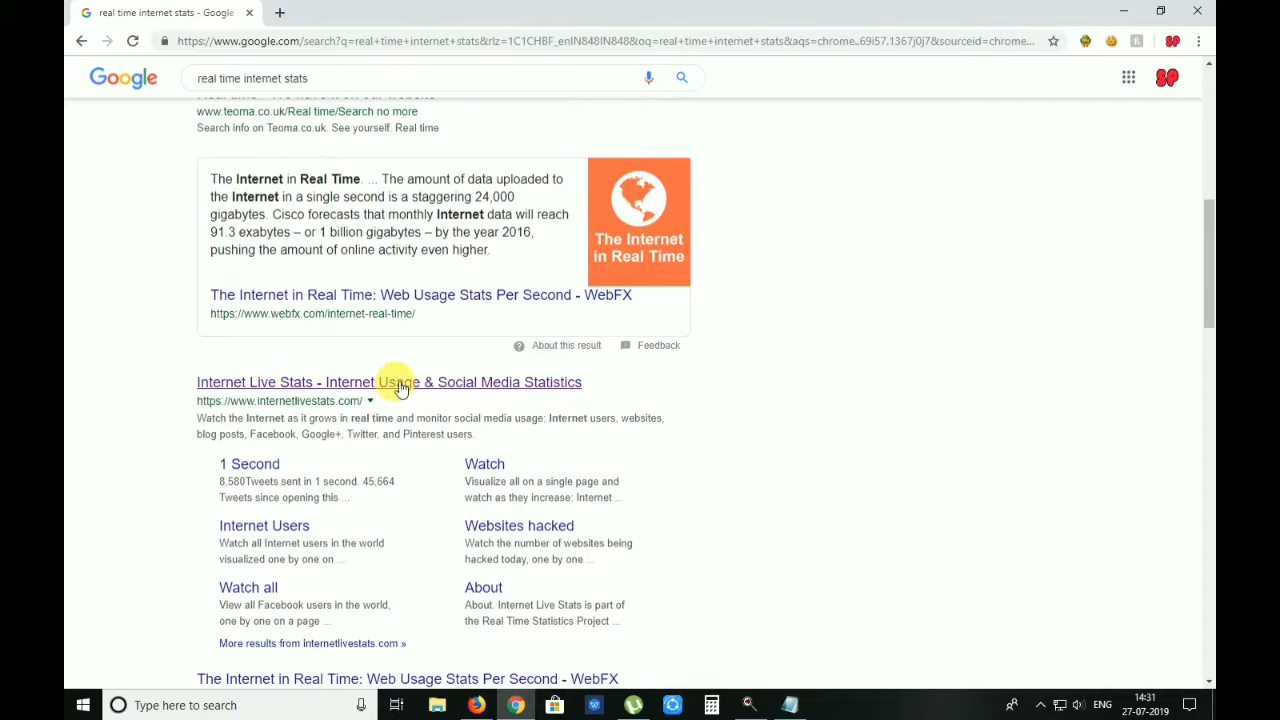 real time internet stats - Google
https://www.google.com/search?q=real+time+internet+stats&rlz=1C1CHBF_enIN848IN848&oq=real+time+internet+stats&aqs=chrome..69i57.1367j0j7&sourceid=chrome...
Google
real time internet stats
SP
www.teoma.co.uk/Real time/Search no more
Search info on Teoma.co.uk. See yourself. Real time
The Internet in Real Time. ... The amount of data uploaded to
the Internet in a single second is a staggering 24,000
gigabytes. Cisco forecasts that monthly Internet data will reach
91.3 exabytes – or 1 billion gigabytes – by the year 2016,
pushing the amount of online activity even higher.
The Internet
in Real Time
The Internet in Real Time: Web Usage Stats Per Second - WebFX
https://www.webfx.com/internet-real-time/
About this result Feedback
Internet Live Stats - Internet Usage & Social Media Statistics
https://www.internetlivestats.com/
Watch the Internet as it grows in real time and monitor social media usage: Internet users, websites,
blog posts, Facebook, Google+, Twitter, and Pinterest users.
1 Second
8,580Tweets sent in 1 second. 45,664
Tweets since opening this ...
Watch
Visualize all on a single page and
watch as they increase: Internet ...
Internet Users
Watch all Internet users in the world
visualized one by one on ...
Websites hacked
Watch the number of websites being
hacked today, one by one ...
Watch all
View all Facebook users in the world,
one by one on a page ...
About
About. Internet Live Stats is part of
the Real Time Statistics Project ...
More results from internetlivestats.com »
The Internet in Real Time: Web Usage Stats Per Second - WebFX
Type here to search
ENG
14:31
27-07-2019